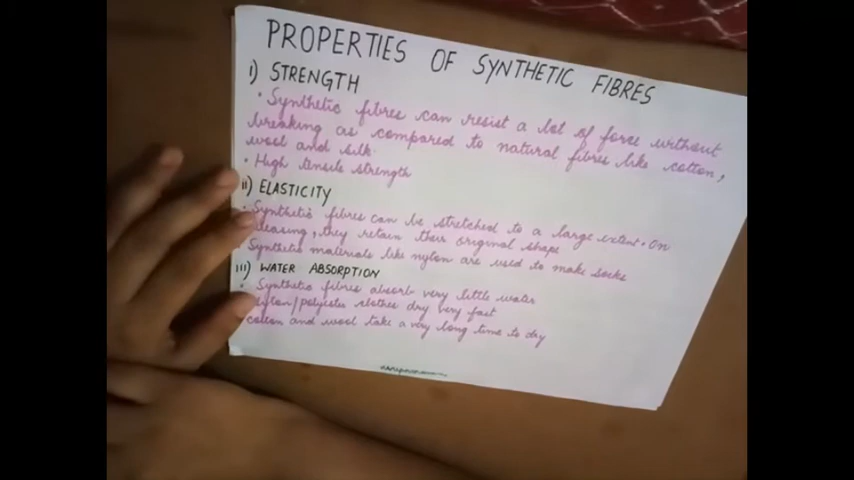 PROPERTIES OF SYNTHETIC FIBRES
i) STRENGTH
• Synthetic fibres can resist a lot of force without
breaking as compared to natural fibres like cotton,
wool and silk.
• High tensile strength
ii) ELASTICITY
• Synthetic fibres can be stretched to a large extent. On
releasing, they retain their original shape
Synthetic materials like nylon are used to make socks
iii) WATER ABSORPTION
• Synthetic fibres absorb very little water
Nylon/polyester clothes dry very fast
cotton and wool take a very long time to dry